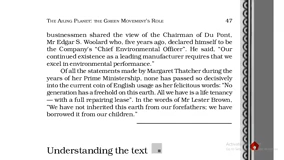 THE AILING PLANET: THE GREEN MOVEMENT'S ROLE 47
businessmen shared the view of the Chairman of Du Pont,
Mr Edgar S. Woolard who, five years ago, declared himself to be
the Company's "Chief Environmental Officer". He said, "Our
continued existence as a leading manufacturer requires that we
excel in environmental performance."
Of all the statements made by Margaret Thatcher during the
years of her Prime Ministership, none has passed so decisively
into the current coin of English usage as her felicitous words: "No
generation has a freehold on this earth. All we have is a life tenancy
— with a full repairing lease". In the words of Mr Lester Brown,
"We have not inherited this earth from our forefathers; we have
borrowed it from our children."
Understanding the text